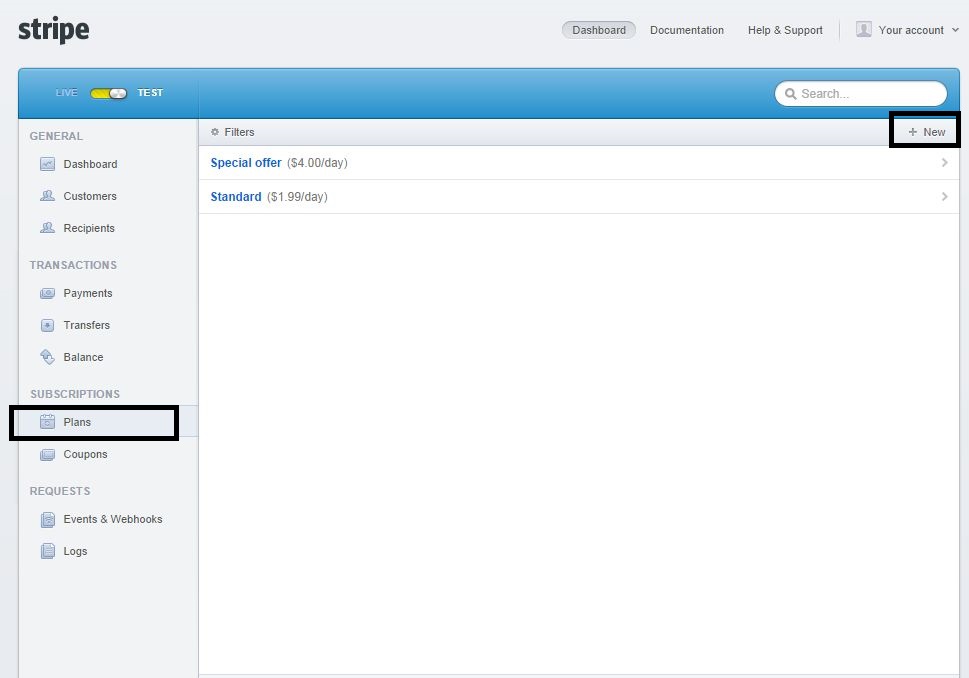 stripe
Dashboard Documentation Help & Support Your account
LIVE TEST Search...
GENERAL
Dashboard
Customers
Recipients
TRANSACTIONS
Payments
Transfers
Balance
SUBSCRIPTIONS
Plans
Coupons
REQUESTS
Events & Webhooks
Logs
Filters + New
Special offer ($4.00/day)
Standard ($1.99/day)